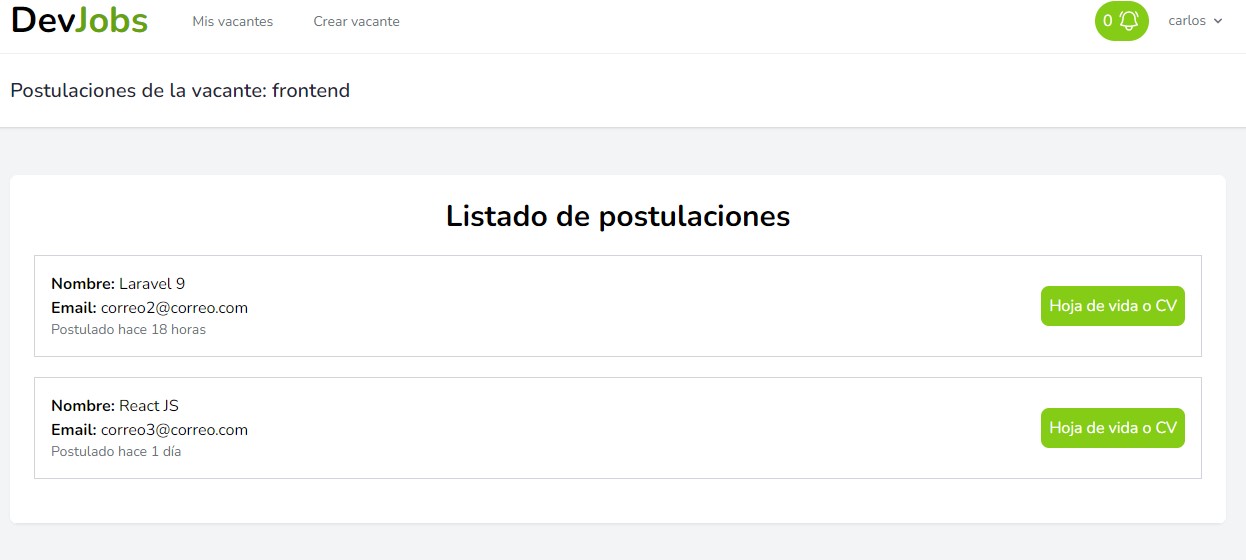 DevJobs Mis vacantes Crear vacante 0 carlos
Postulaciones de la vacante: frontend
Listado de postulaciones
Nombre: Laravel 9
Email: correo2@correo.com
Postulado hace 18 horas
Hoja de vida o CV
Nombre: React JS
Email: correo3@correo.com
Postulado hace 1 día
Hoja de vida o CV